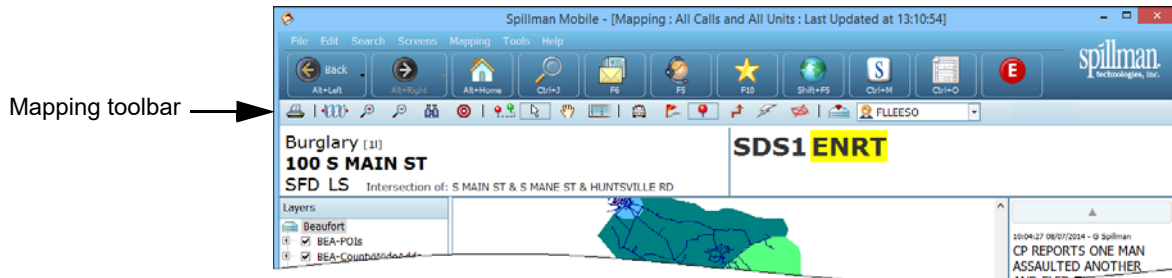 Spillman Mobile - [Mapping : All Calls and All Units : Last Updated at 13:10:54]
File Edit Search Screens Mapping Tools Help
Back
Alt+Left Alt+Right Alt+Home Ctrl+J F6 F5 F10 Shift+F5 Ctrl+M Ctrl+O
S
E
spillman
technologies, inc.
Mapping toolbar
FLLEESO
Burglary [1l]
100 S MAIN ST
SFD LS Intersection of: S MAIN ST & S MANE ST & HUNTSVILLE RD
SDS1 ENRT
Layers
Beaufort
BEA-POIs
10:04:27 08/07/2014 - G Spillman
CP REPORTS ONE MAN
ASSAULTED ANOTHER